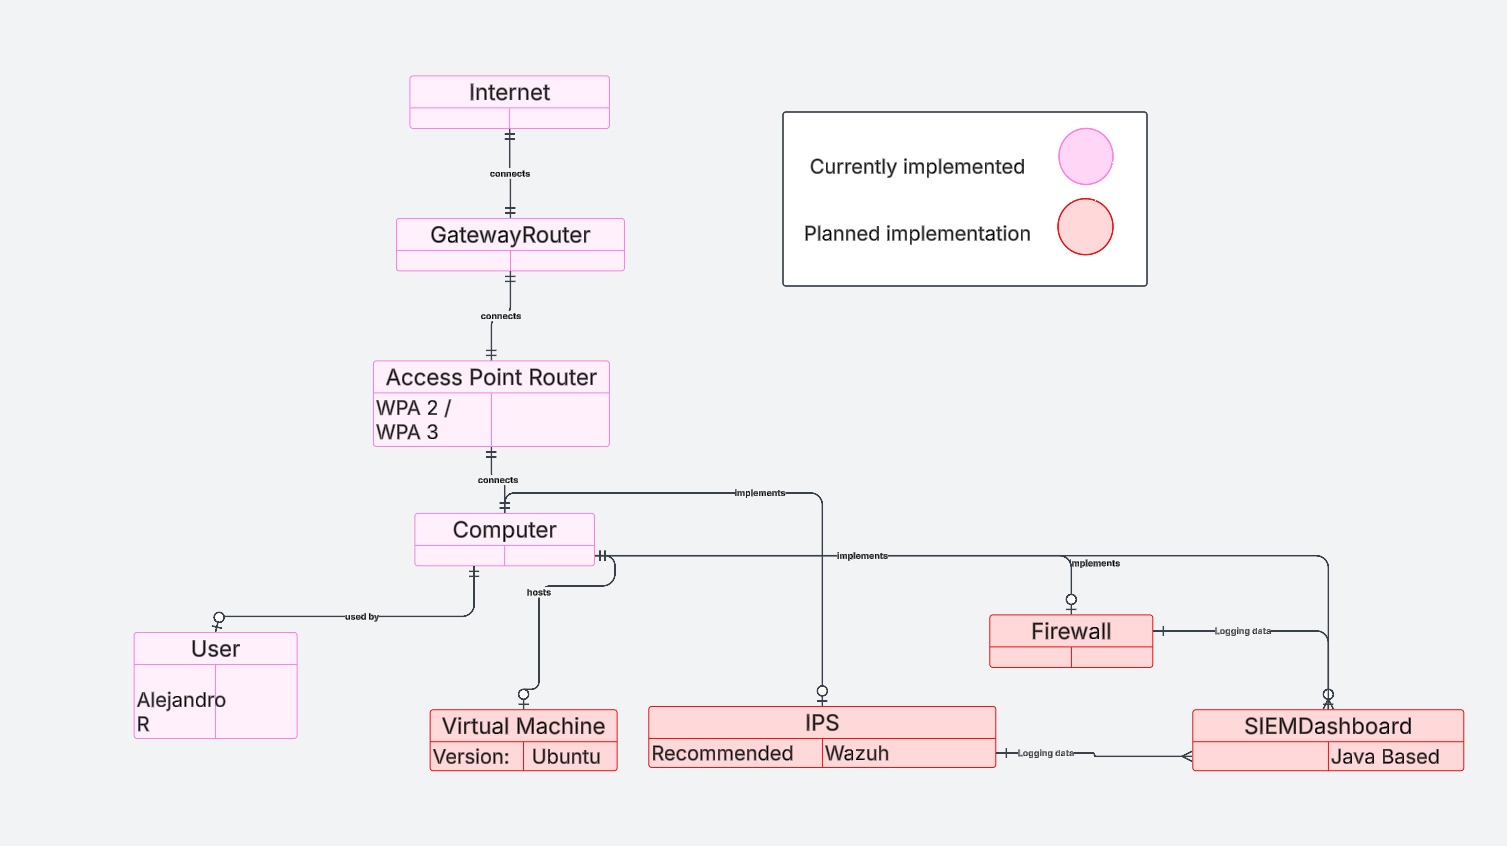 Internet
connects
GatewayRouter
connects
Access Point Router
WPA 2 /
WPA 3
connects
Computer
Currently implemented
Planned implementation
implements
implements
mplements
hosts
used by
User
Alejandro
R
Virtual Machine
Version: Ubuntu
IPS
Recommended Wazuh
Logging data
Firewall
Logging data
SIEMDashboard
Java Based